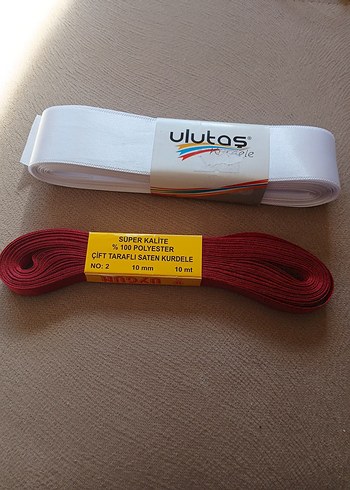 ulutaş®
Kurdele
SÜPER KALİTE
% 100 POLYESTER
ÇİFT TARAFLI SATEN KURDELE
NO: 2 10 mm 10 mt